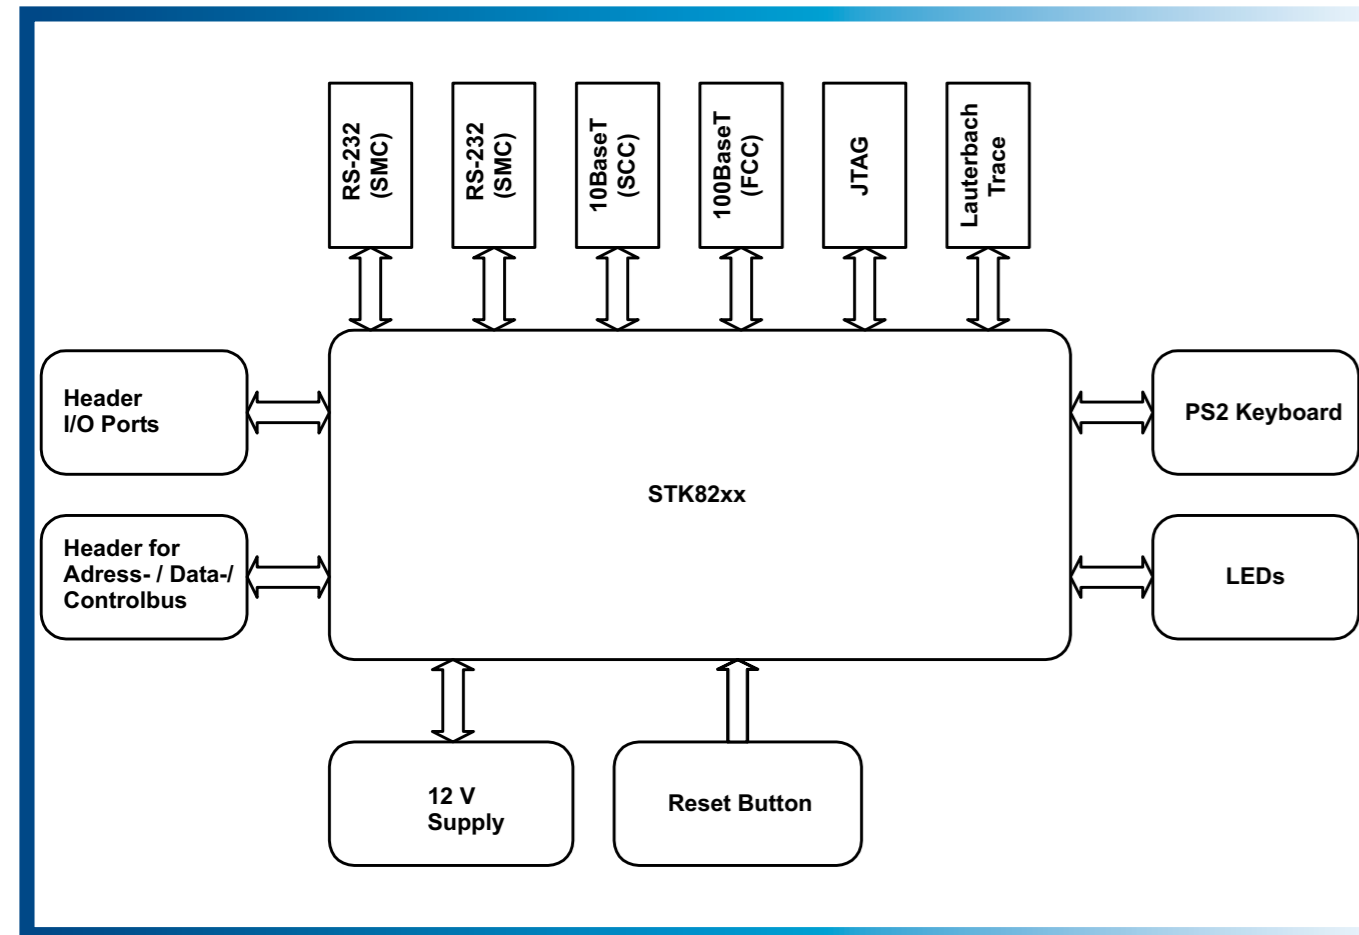 RS-232
(SMC)
RS-232
(SMC)
10BaseT
(SCC)
100BaseT
(FCC)
JTAG
Lauterbach
Trace
Header
I/O Ports
PS2 Keyboard
STK82xx
Header for
Adress- / Data-/
Controlbus
LEDs
12 V
Supply
Reset Button